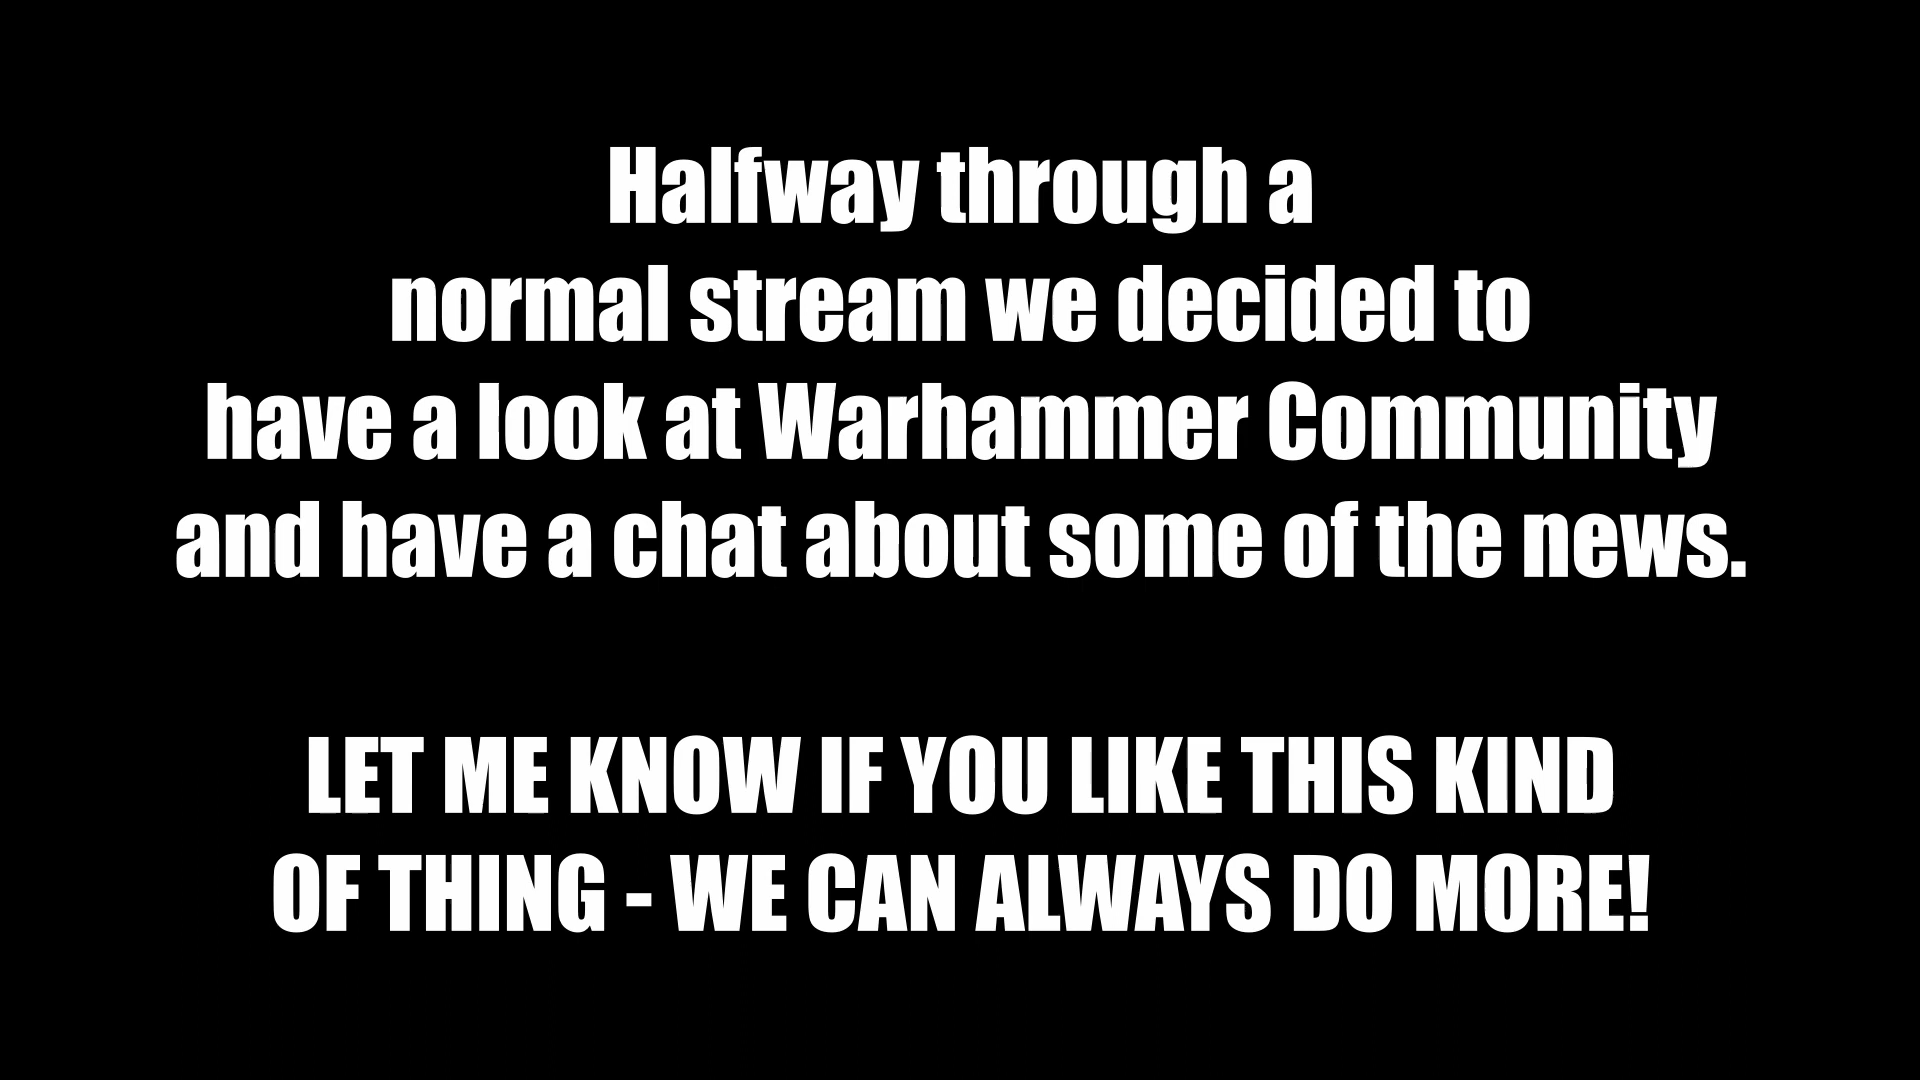 Halfway through a
normal stream we decided to
have a look at Warhammer Community
and have a chat about some of the news.
LET ME KNOW IF YOU LIKE THIS KIND
OF THING - WE CAN ALWAYS DO MORE!